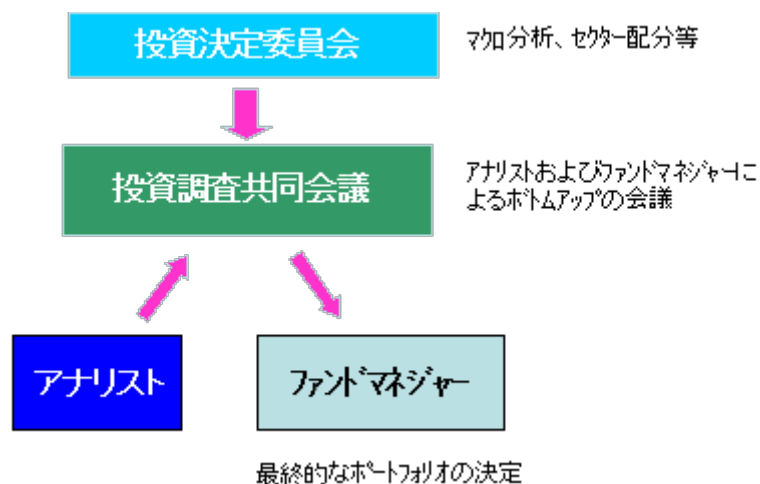 投資決定委員会
マクロ分析、セクター配分等
投資調査共同会議
アナリストおよびファンドマネジャーに
よるボトムアップの会議
アナリスト
ファンドマネジャー
最終的なポートフォリオの決定